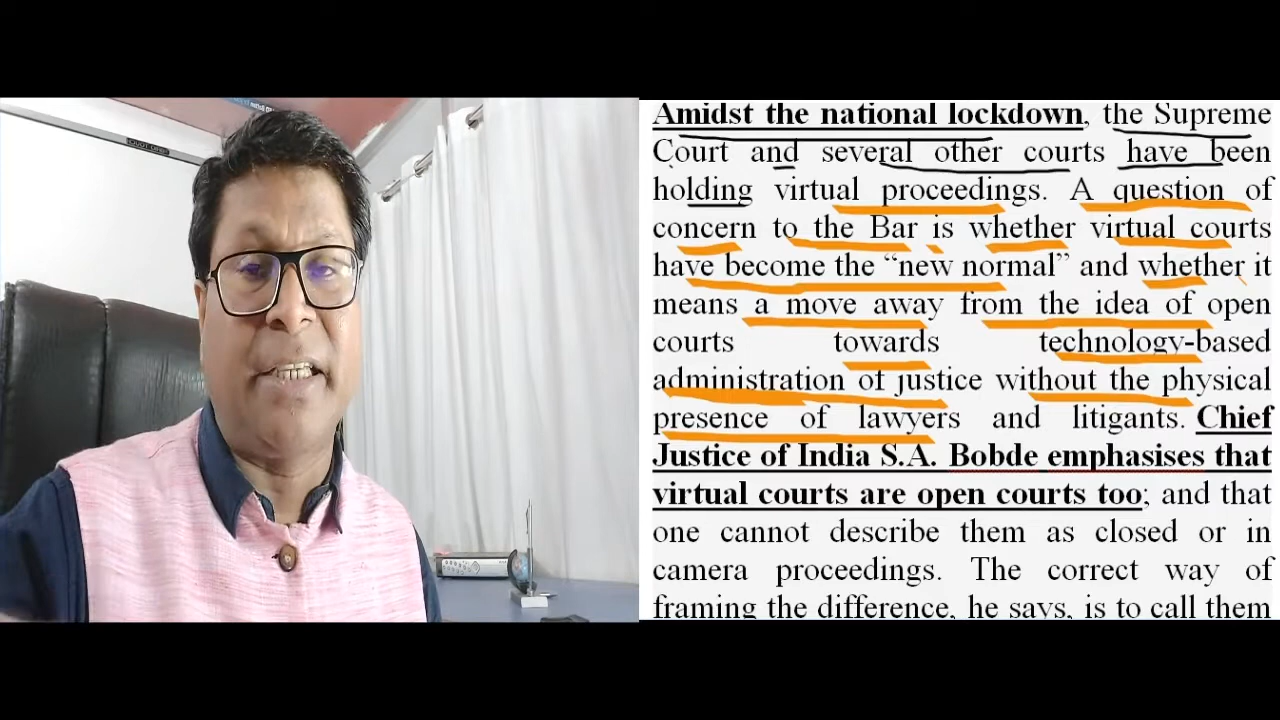 Amidst the national lockdown, the Supreme
Court and several other courts have been
holding virtual proceedings. A question of
concern to the Bar is whether virtual courts
have become the “new normal” and whether it
means a move away from the idea of open
courts towards technology-based
administration of justice without the physical
presence of lawyers and litigants. Chief
Justice of India S.A. Bobde emphasises that
virtual courts are open courts too; and that
one cannot describe them as closed or in
camera proceedings. The correct way of
framing the difference, he says, is to call them